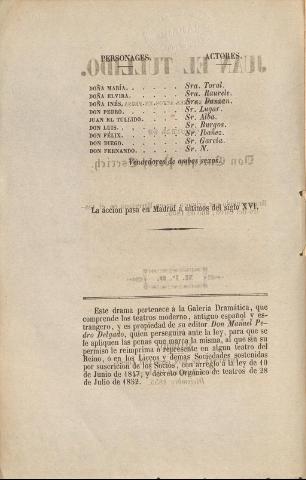 PERSONAGES. ACTORES.
DOÑA MARÍA. . . . . . . Sra. Toral.
DOÑA ELVIRA. . . . . . Sra. Raurele.
DOÑA INÉS. . . . . . . Sra. Danzan.
DON PEDRO. . . . . . . Sr. Lugar.
JUAN EL TULLIDO. . . . Sr. Alba.
DON LUIS. . . . . . . . Sr. Burgos.
DON FÉLIX. . . . . . . Sr. Ibañez.
DON DIEGO. . . . . . . Sr. García.
DON FERNANDO. . . . . . Sr. N.
Vendedores de ambos sexos.
La accion pasa en Madrid á últimos del siglo XVI.
Este drama pertenece á la Galería Dramática, que
comprende los teatros moderno, antiguo español y es-
trangero, y es propiedad de su editor Don Manuel Pe-
dro Delgado, quien perseguirá ante la ley, para que se
le apliquen las penas que marca la misma, al que sin su
permiso le reimprima ó represente en algun teatro del
Reino, ó en los Liceos y demas Sociedades sostenidas
por suscricion de los Socios, con arreglo á la ley de 10
de Junio de 1847, y decreto Orgánico de teatros de 28
de Julio de 1852.